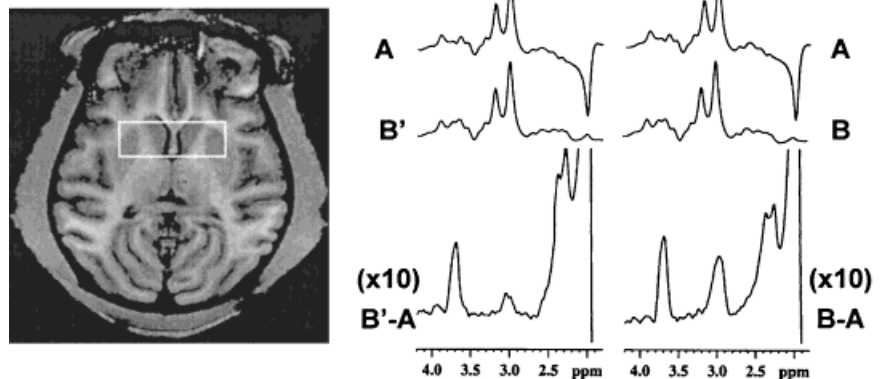 A A
B' B
(x10) (x10)
B'-A B-A
4.0 3.5 3.0 2.5 ppm 4.0 3.5 3.0 2.5 ppm